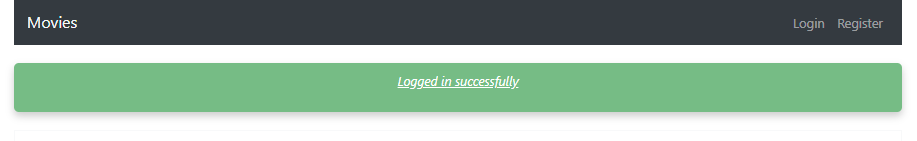 Movies Login Register
Logged in successfully